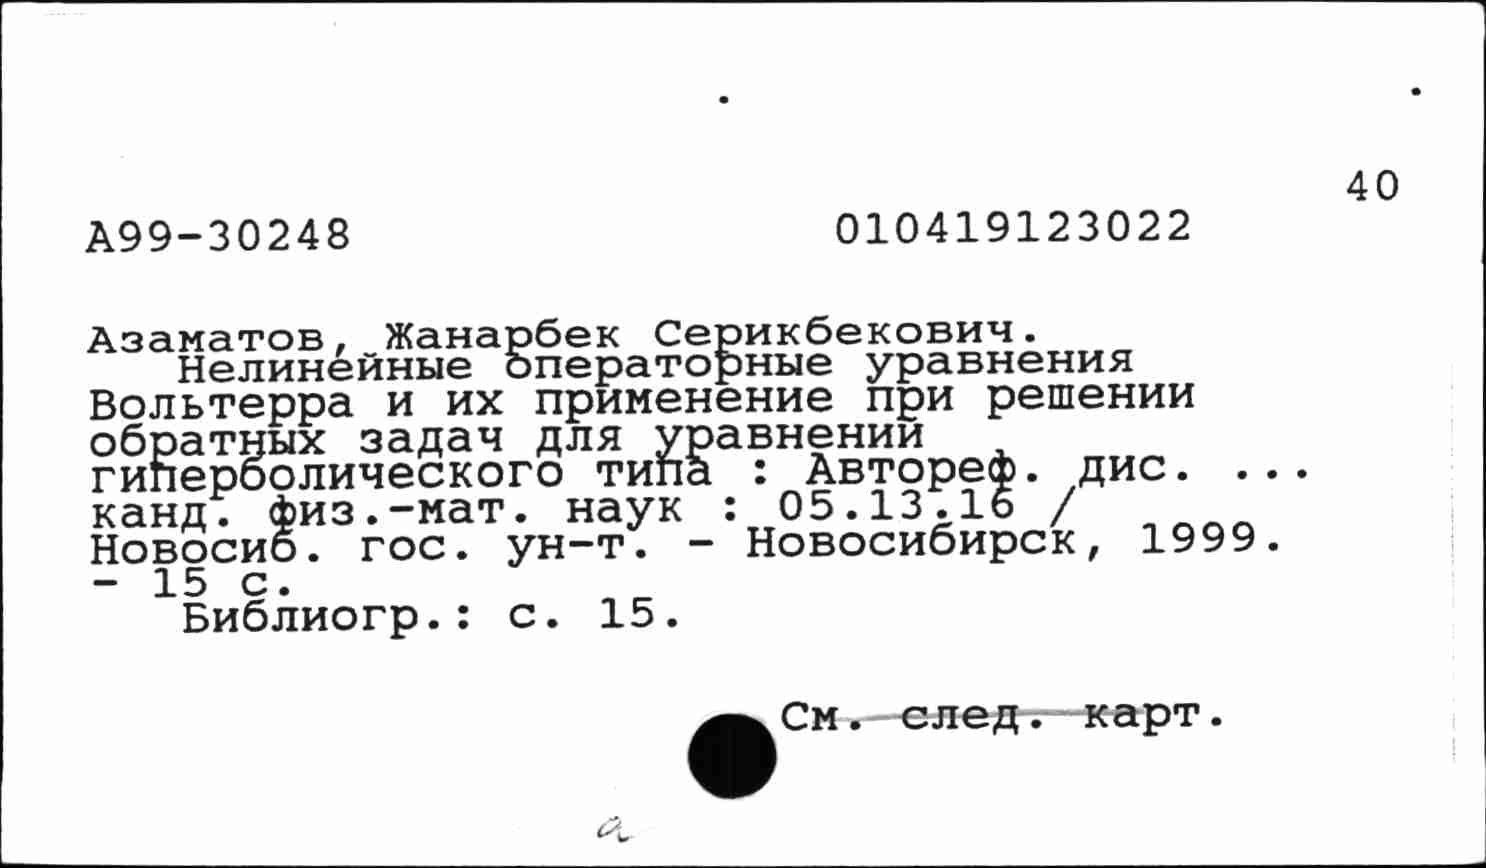 40
А99-30248 010419123022
Азаматов, Жанарбек Серикбекович.
Нелинейные операторные уравнения
Вольтерра и их применение при решении
обратных задач для уравнений
гиперболического типа : Автореф. дис. ...
канд. физ.-мат. наук : 05.13.16 /
Новосиб. гос. ун-т. - Новосибирск, 1999.
- 15 с.
Библиогр.: с. 15.
См. след. карт.
а